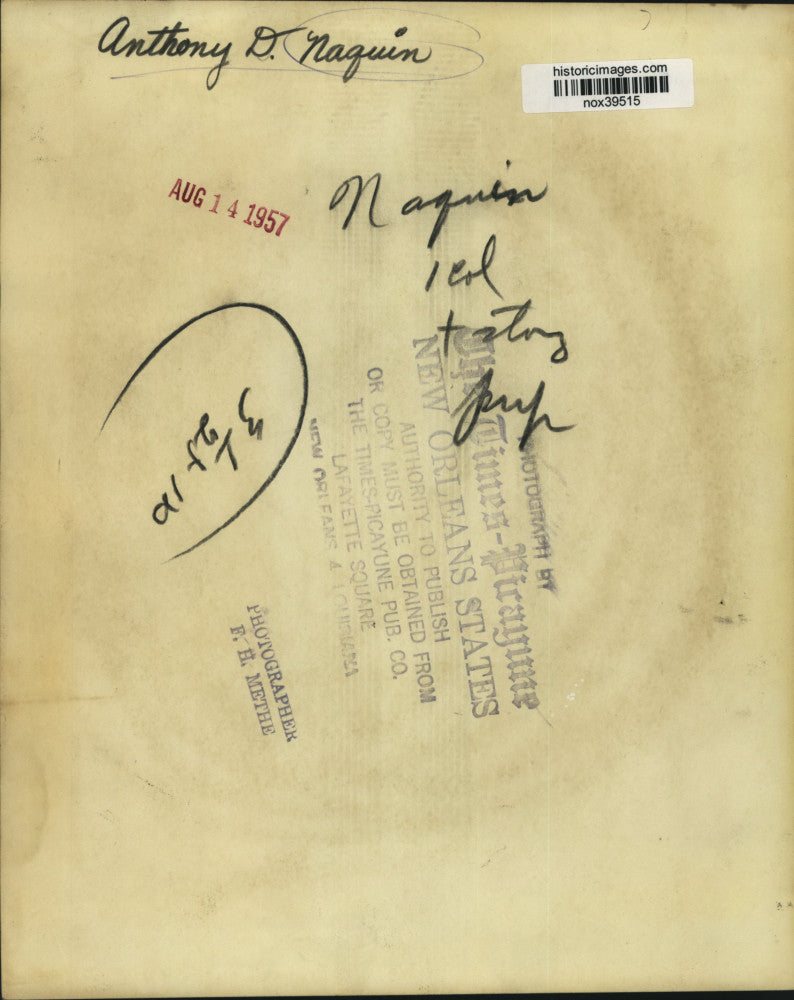 Anthony D. Naquin
historicimages.com
nox39515
AUG 14 1957
Naquin
1 col
+ story
PHOTOGRAPH BY
The Times-Picayune
NEW ORLEANS STATES
AUTHORITY TO PUBLISH
OR COPY MUST BE OBTAINED FROM
THE TIMES-PICAYUNE PUB. CO.
LAFAYETTE SQUARE
NEW ORLEANS 4 LOUISIANA
PHOTOGRAPHER
F. H. METHE